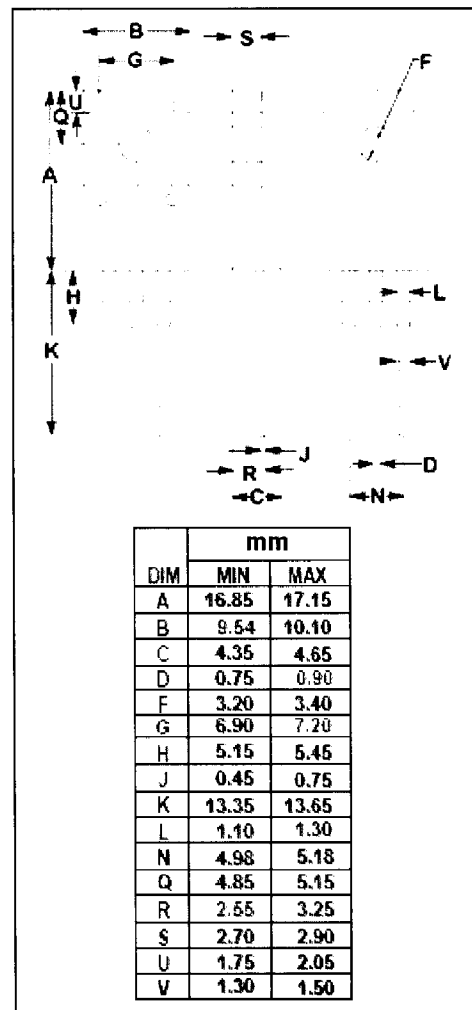 B
S
G
F
U
Q
A
H
L
K
V
J
R
D
C
N
mm
DIM MIN MAX
A 16.85 17.15
B 9.54 10.10
C 4.35 4.65
D 0.75 0.90
F 3.20 3.40
G 6.90 7.20
H 5.15 5.45
J 0.45 0.75
K 13.35 13.65
L 1.10 1.30
N 4.98 5.18
Q 4.85 5.15
R 2.55 3.25
S 2.70 2.90
U 1.75 2.05
V 1.30 1.50